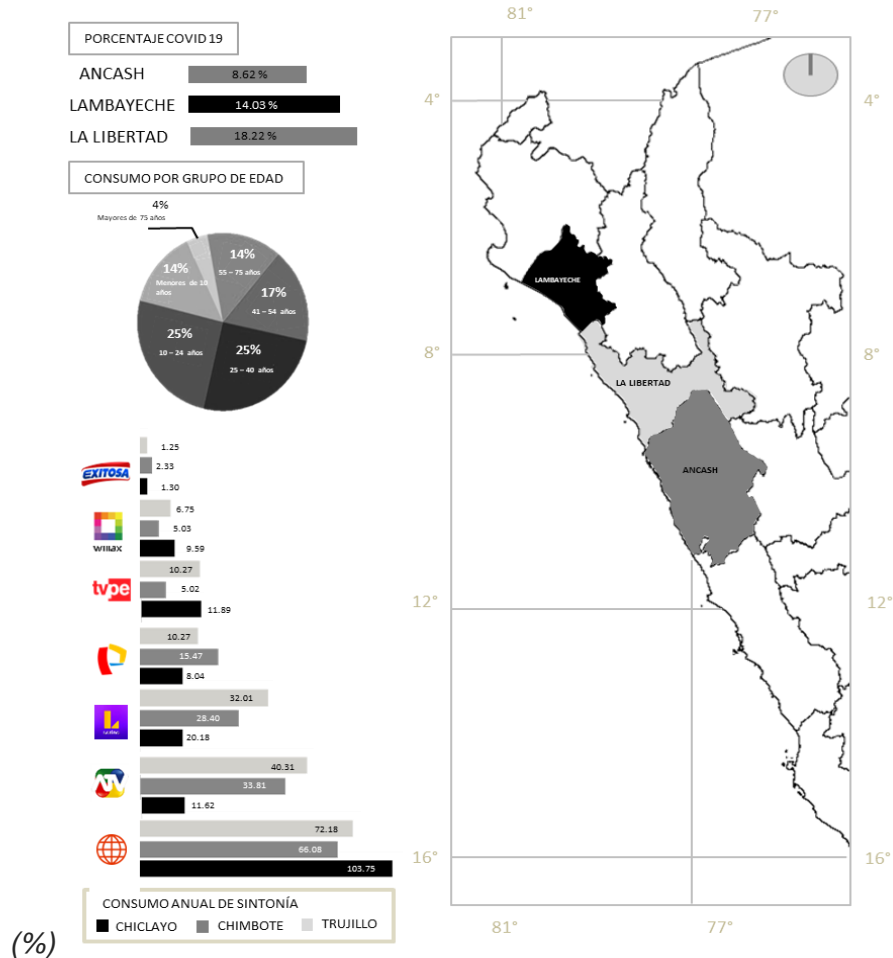 PORCENTAJE COVID 19
ANCASH
8.62 %
LAMBAYECHE
14.03 %
LA LIBERTAD
18.22 %
CONSUMO POR GRUPO DE EDAD
4%
Mayores de 75 años
14%
55 – 75 años
17%
41 – 54 años
25%
25 – 40 años
25%
10 – 24 años
14%
Menores de 10
años
EXITOSA
1.25
2.33
1.30
willax
6.75
5.03
9.59
tvpe
10.27
5.02
11.89
10.27
15.47
8.04
L
32.01
28.40
20.18
40.31
33.81
11.62
72.18
66.08
103.75
CONSUMO ANUAL DE SINTONÍA
CHICLAYO
CHIMBOTE
TRUJILLO
(%)
81°
77°
4°
4°
LAMBAYECHE
8°
8°
LA LIBERTAD
ANCASH
12°
12°
16°
16°
81°
77°